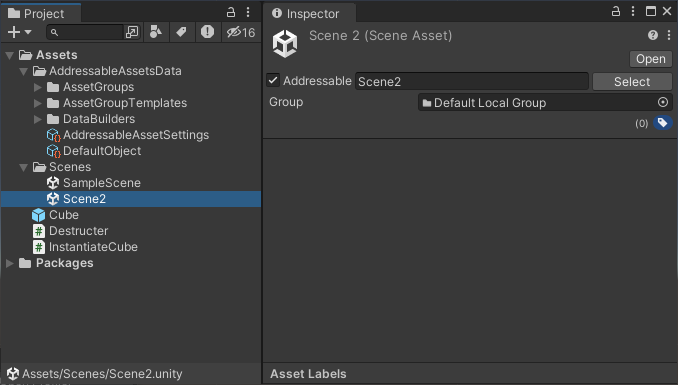 Project
16
Assets
AddressableAssetsData
AssetGroups
AssetGroupTemplates
DataBuilders
AddressableAssetSettings
DefaultObject
Scenes
SampleScene
Scene2
Cube
Destructer
InstantiateCube
Packages
Assets/Scenes/Scene2.unity
Inspector
Scene 2 (Scene Asset)
Open
Addressable Scene2 Select
Group Default Local Group
(0)
Asset Labels